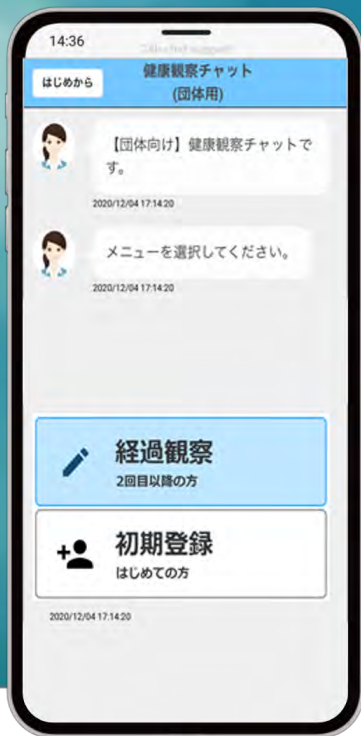 14:36
はじめから
健康観察チャット
(団体用)
【団体向け】健康観察チャットで
す。
2020/12/04 17:14:20
メニューを選択してください。
2020/12/04 17:14:20
経過観察
2回目以降の方
初期登録
はじめての方
2020/12/04 17:14:20